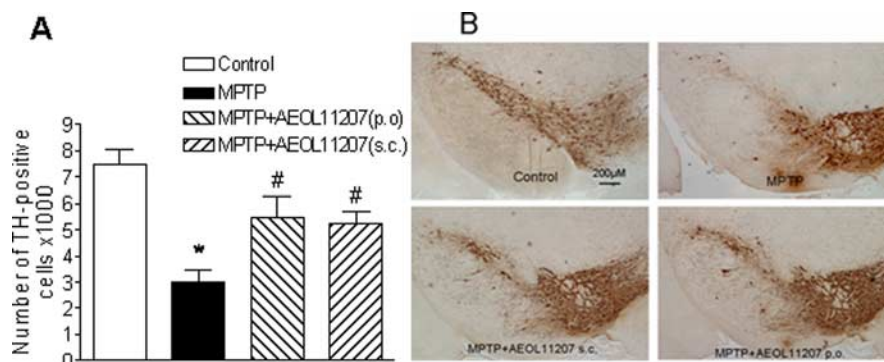 A
Control
MPTP
MPTP+AEOL11207(p.o)
MPTP+AEOL11207(s.c.)
Number of TH-positive
cells x1000
9
8
7
6
5
4
3
2
1
0
*
#
#
B
Control
200µM
MPTP
MPTP+AEOL11207 s.c.
MPTP+AEOL11207 p.o.